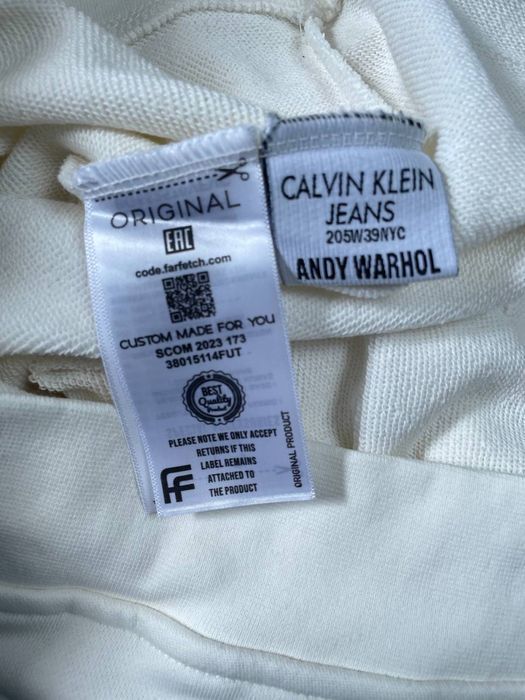 ORIGINAL
EAC
code.farfetch.com
CUSTOM MADE FOR YOU
SCOM 2023 173
38015114FUT
BEST
Quality
Product
PLEASE NOTE WE ONLY ACCEPT
RETURNS IF THIS
LABEL REMAINS
ATTACHED TO
THE PRODUCT
ORIGINAL PRODUCT
CALVIN KLEIN
JEANS
205W39NYC
ANDY WARHOL